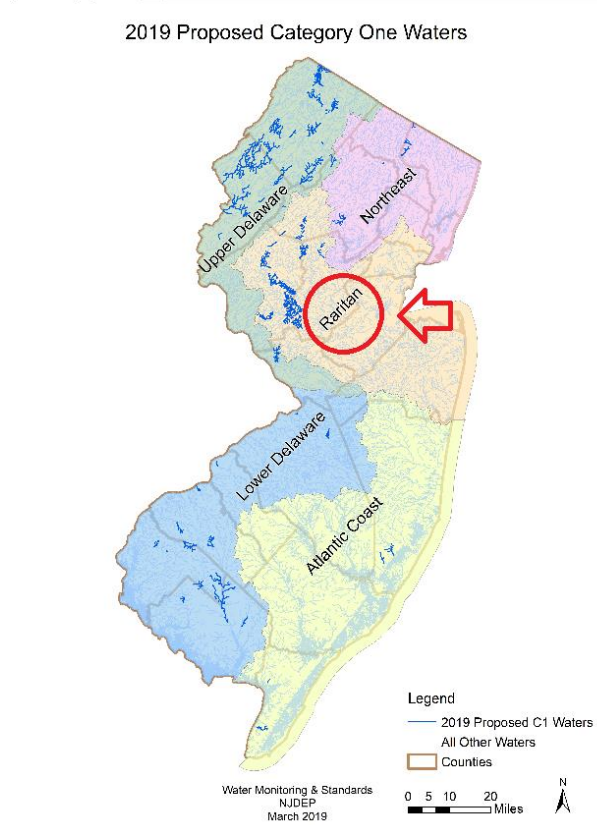 2019 Proposed Category One Waters
Northeast
Upper Delaware
Raritan
Lower Delaware
Atlantic Coast
Legend
2019 Proposed C1 Waters
All Other Waters
Counties
Water Monitoring & Standards
NJDEP
March 2019
0 5 10 20
Miles
N